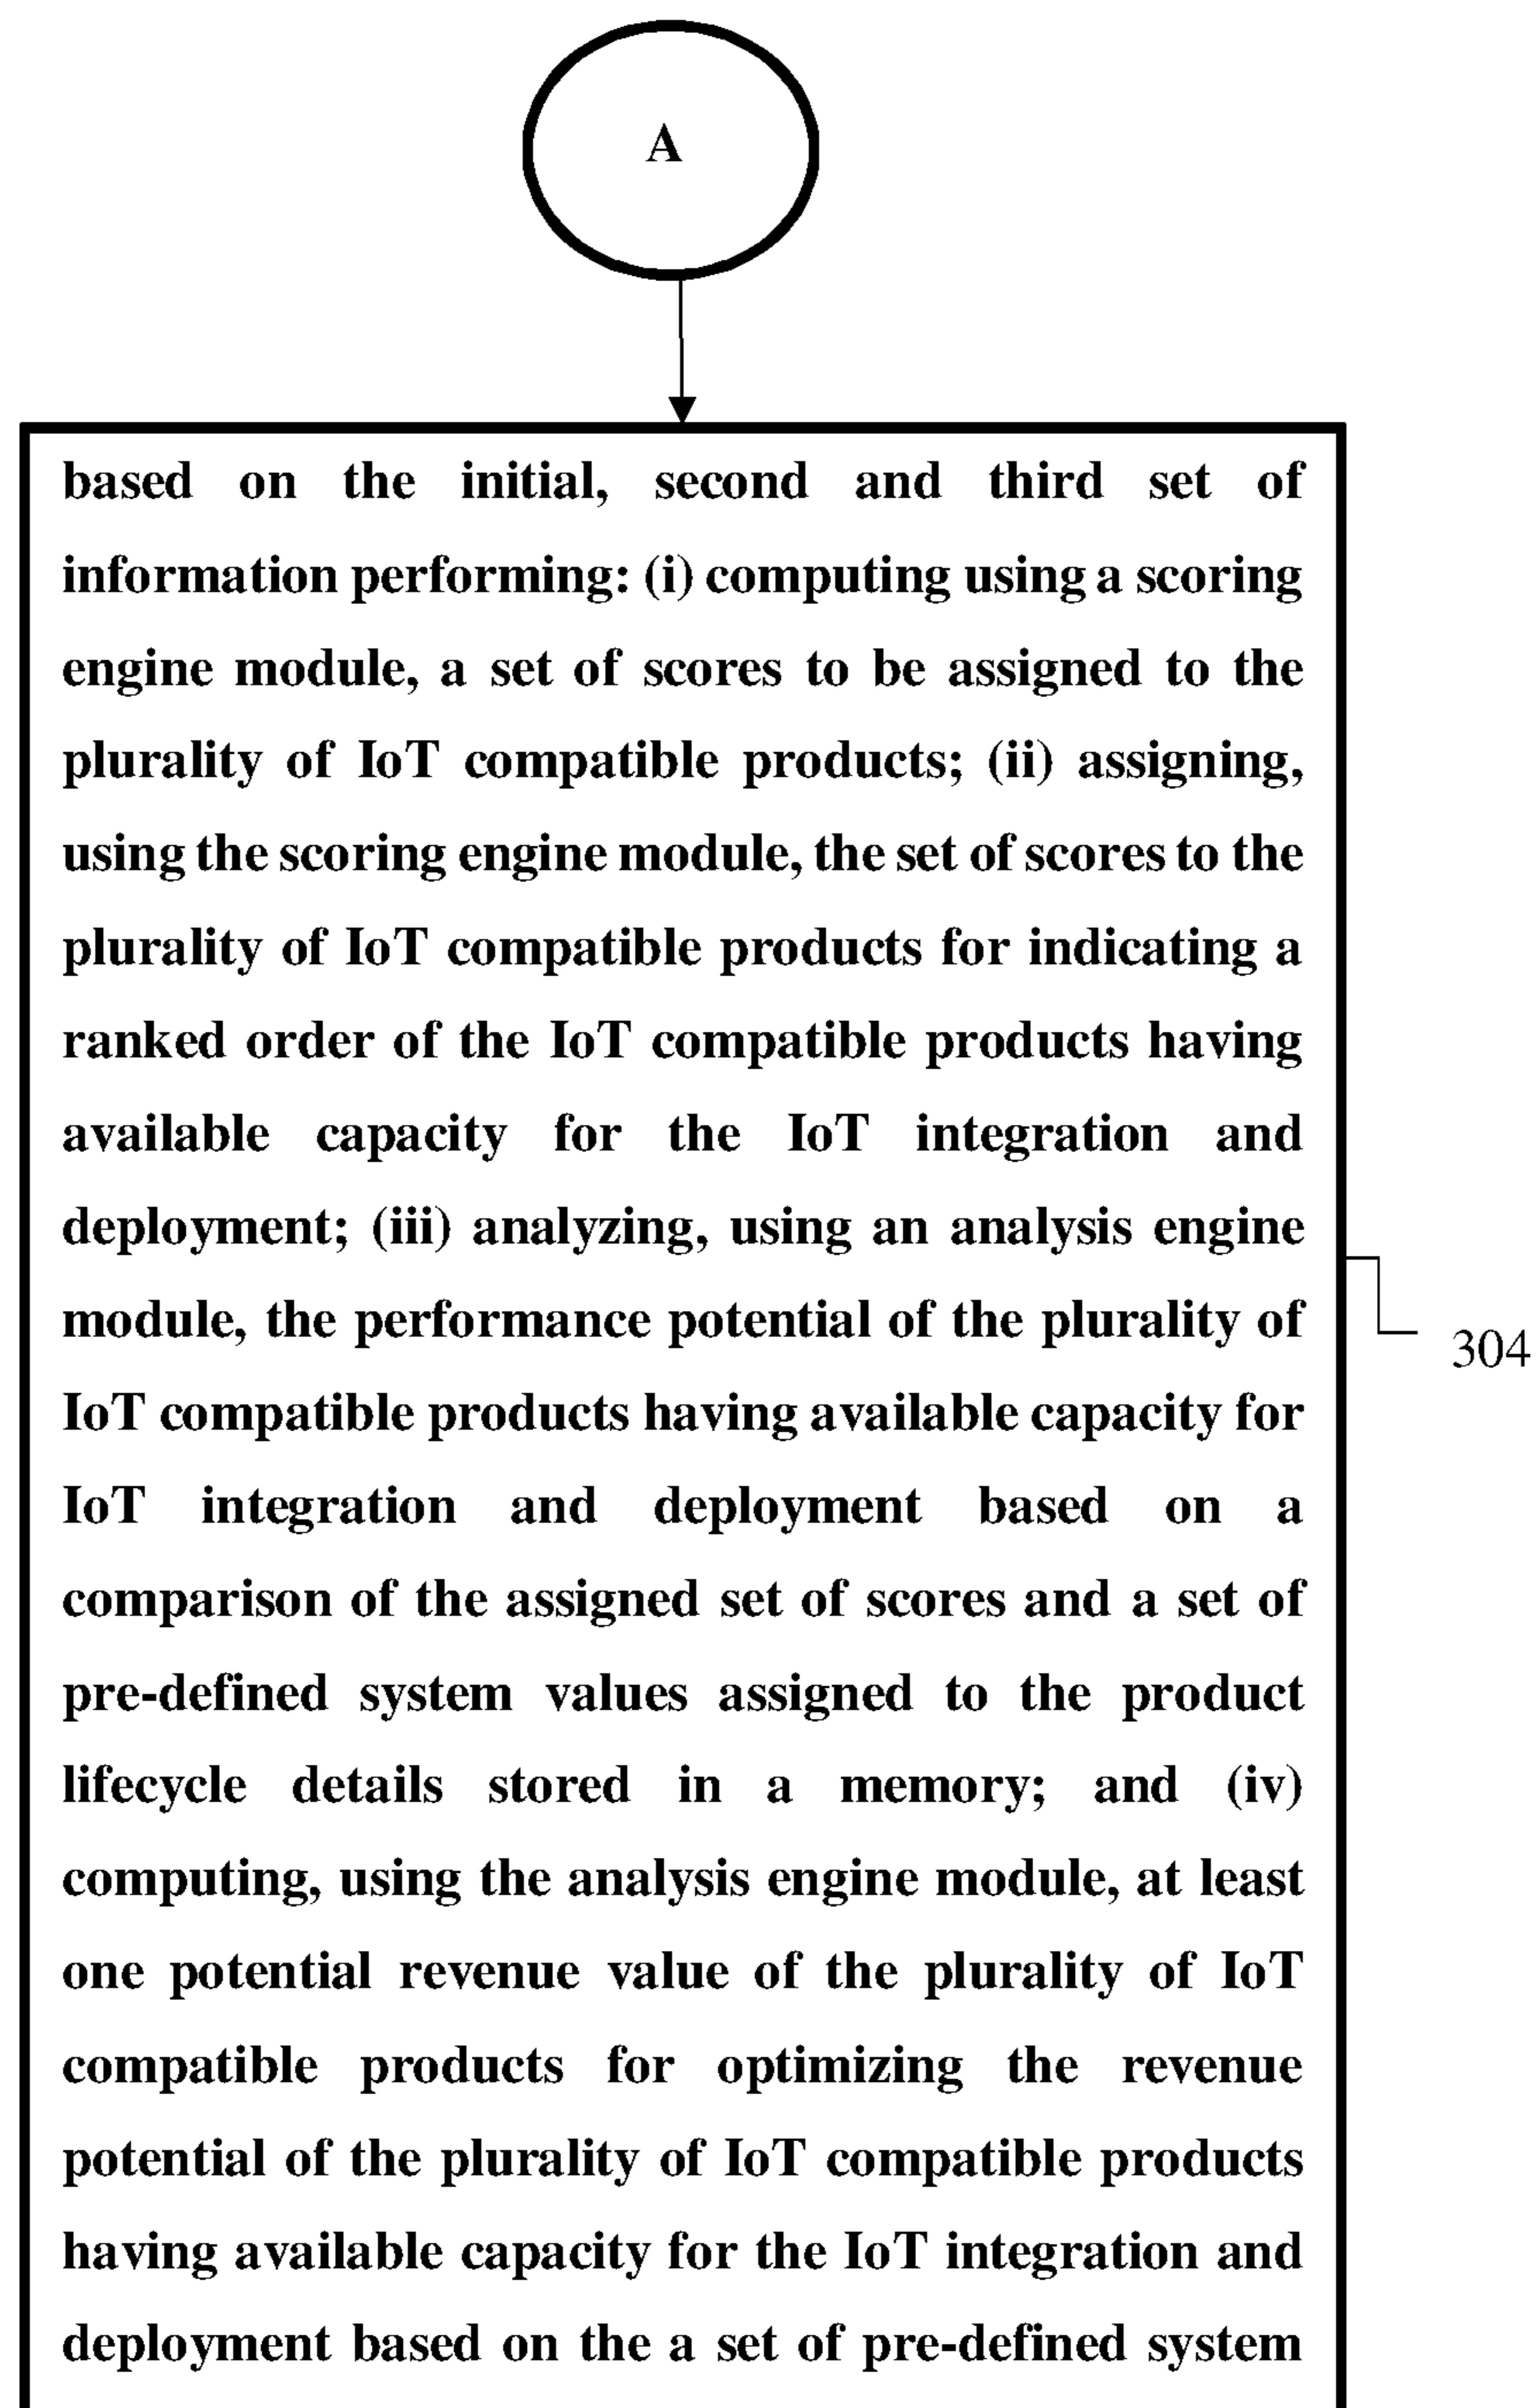 A
based on the initial, second and third set of
information performing: (i) computing using a scoring
engine module, a set of scores to be assigned to the
plurality of IoT compatible products; (ii) assigning,
using the scoring engine module, the set of scores to the
plurality of IoT compatible products for indicating a
ranked order of the IoT compatible products having
available capacity for the IoT integration and
deployment; (iii) analyzing, using an analysis engine
module, the performance potential of the plurality of
IoT compatible products having available capacity for
IoT integration and deployment based on a
comparison of the assigned set of scores and a set of
pre-defined system values assigned to the product
lifecycle details stored in a memory; and (iv)
computing, using the analysis engine module, at least
one potential revenue value of the plurality of IoT
compatible products for optimizing the revenue
potential of the plurality of IoT compatible products
having available capacity for the IoT integration and
deployment based on the a set of pre-defined system
304